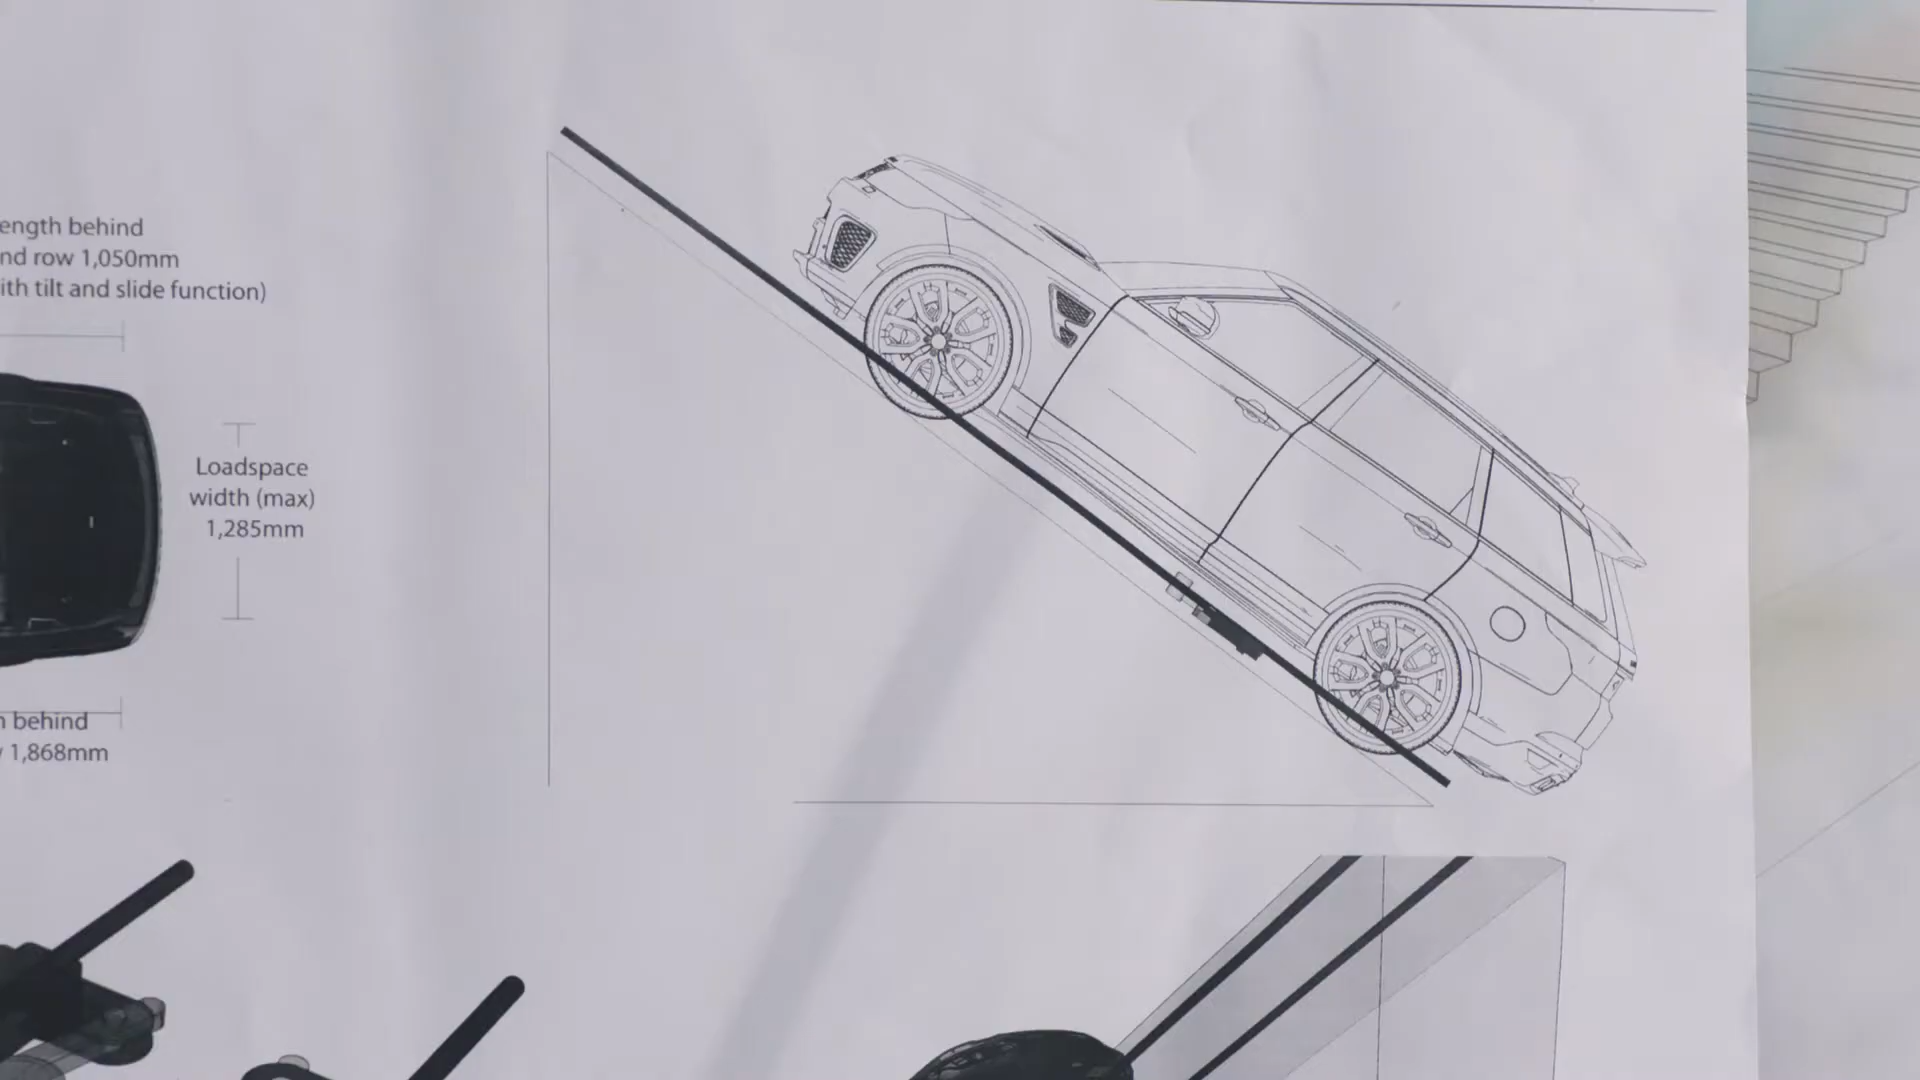 ength behind
nd row 1,050mm
ith tilt and slide function)
Loadspace
width (max)
1,285mm
behind
1,868mm